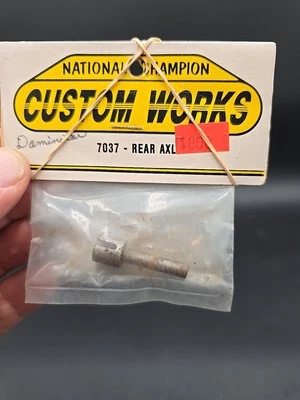 NATIONAL CHAMPION
CUSTOM WORKS
7037 - REAR AXL